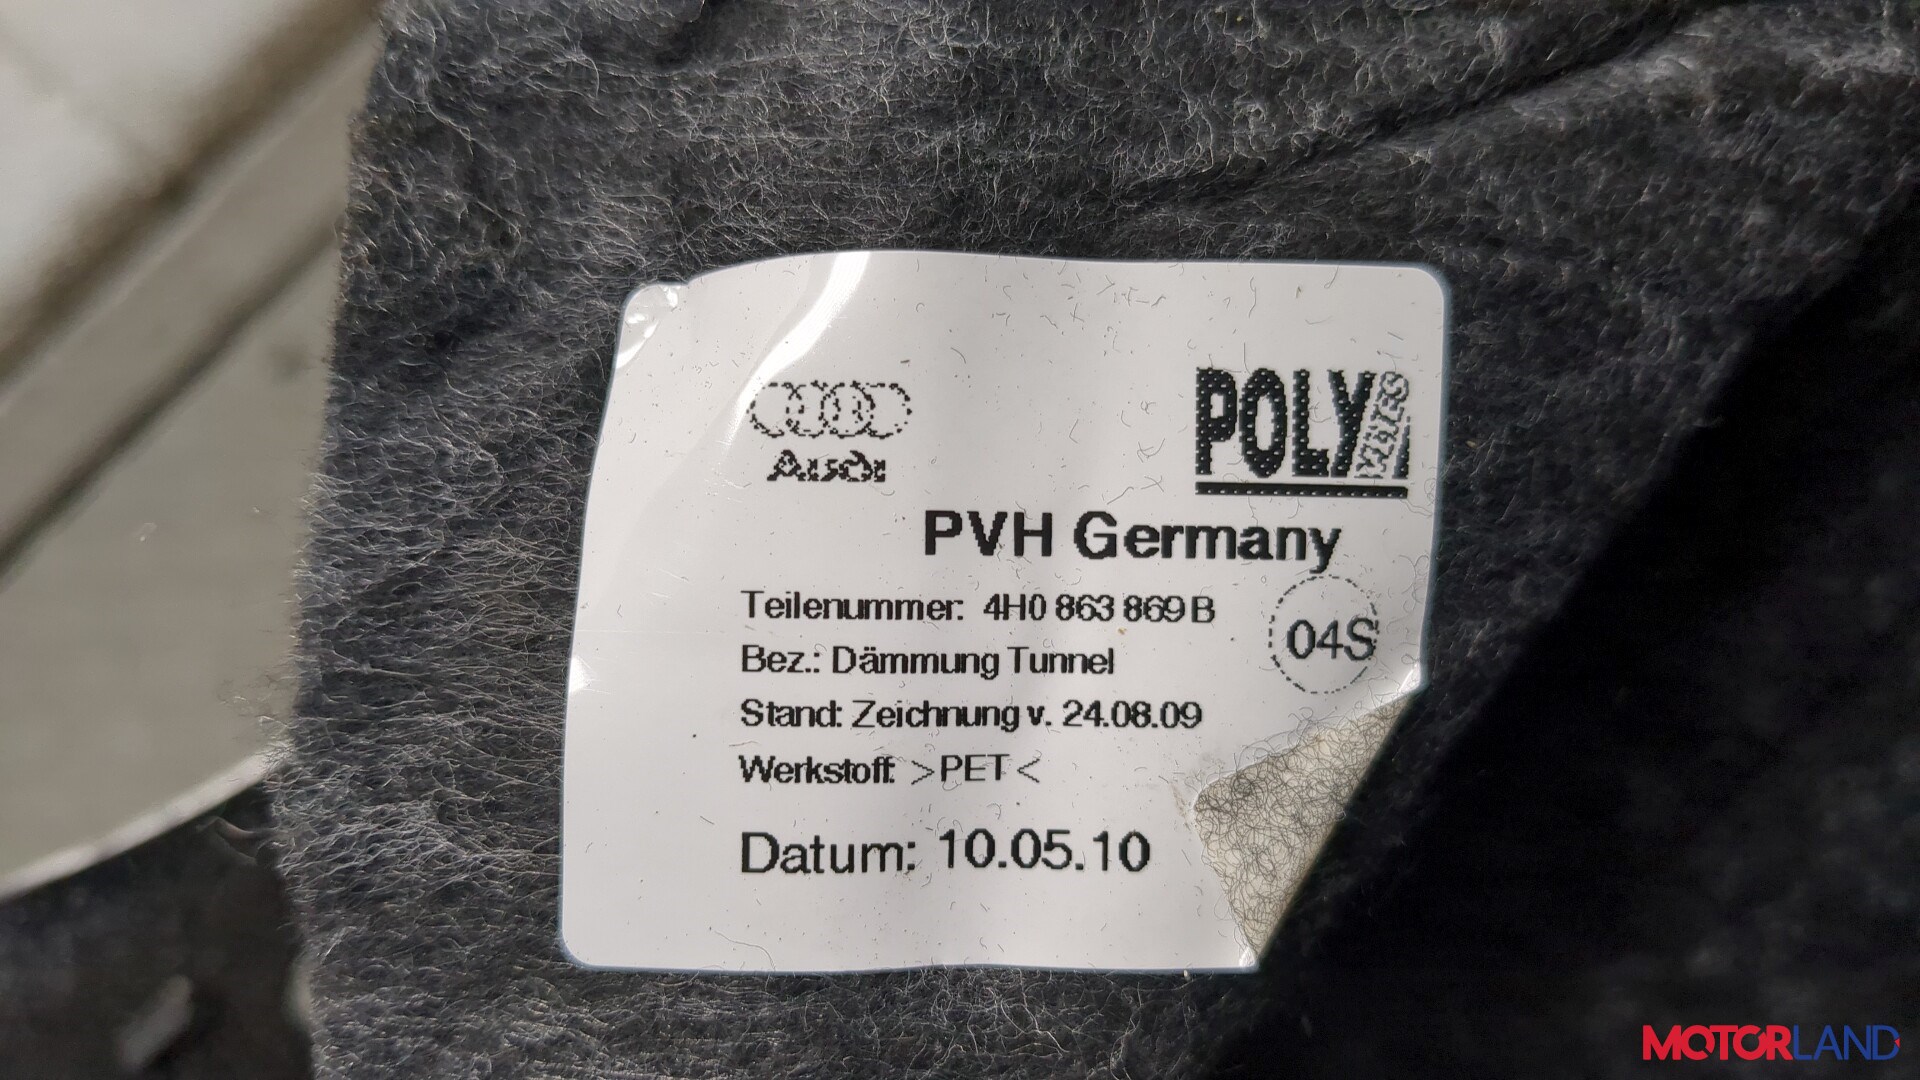 Audi
POLY
PVH Germany
Teilenummer: 4H0 863 869 B
04S
Bez.: Dämmung Tunnel
Stand: Zeichnung v. 24.08.09
Werkstoff: >PET<
Datum: 10.05.10
MOTORLAND